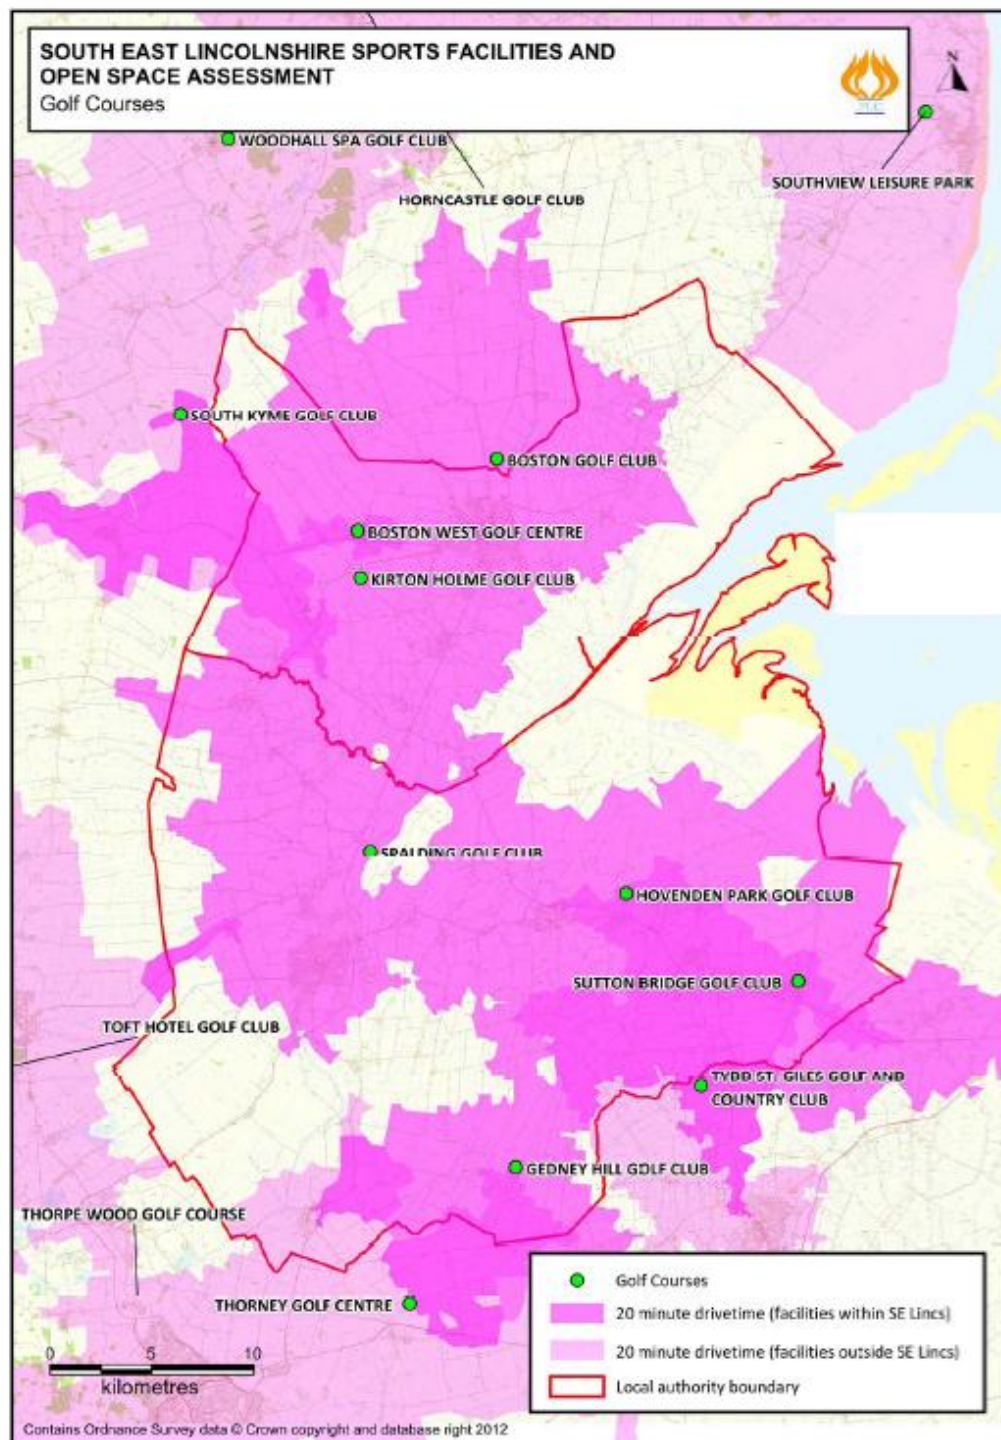 SOUTH EAST LINCOLNSHIRE SPORTS FACILITIES AND
OPEN SPACE ASSESSMENT
Golf Courses
N
WOODHALL SPA GOLF CLUB
SOUTHVIEW LEISURE PARK
HORNCASTLE GOLF CLUB
SOUTH KYME GOLF CLUB
BOSTON GOLF CLUB
BOSTON WEST GOLF CENTRE
KIRTON HOLME GOLF CLUB
SPALDING GOLF CLUB
HOVENDEN PARK GOLF CLUB
SUTTON BRIDGE GOLF CLUB
TOFT HOTEL GOLF CLUB
TYDD ST. GILES GOLF AND
COUNTRY CLUB
GEDNEY HILL GOLF CLUB
THORPE WOOD GOLF COURSE
THORNEY GOLF CENTRE
Golf Courses
20 minute drivetime (facilities within SE Lincs)
20 minute drivetime (facilities outside SE Lincs)
Local authority boundary
0 5 10
kilometres
Contains Ordnance Survey data © Crown copyright and database right 2012